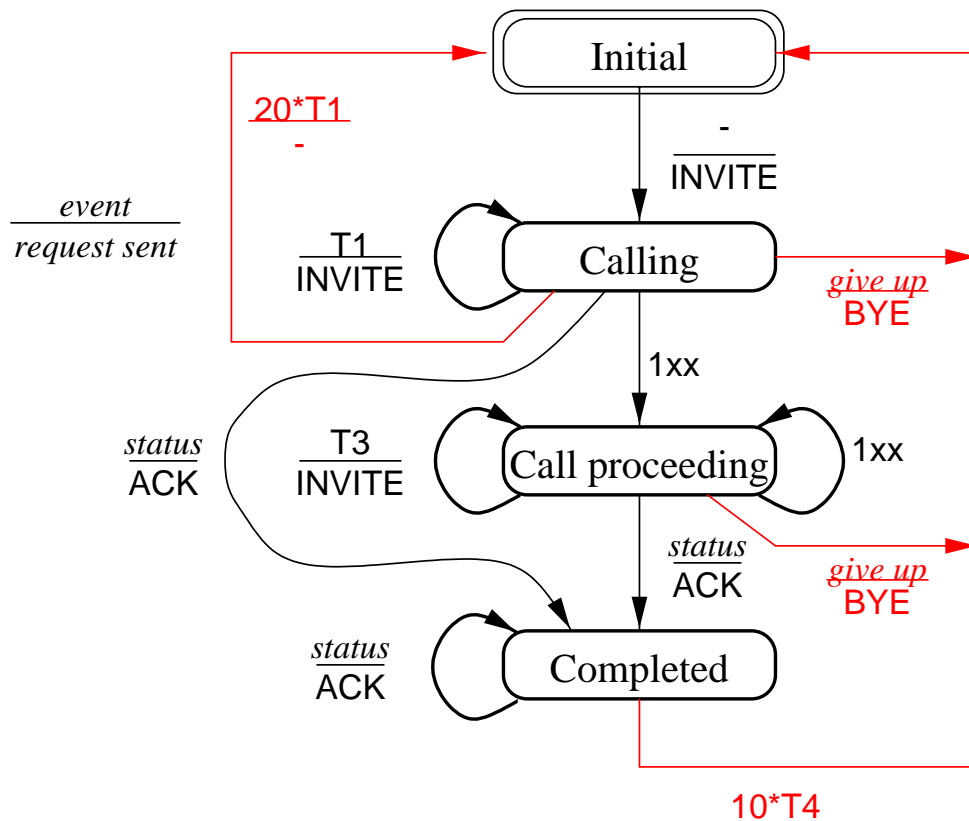 Initial
20*T1
-
-
INVITE
event
request sent
T1
INVITE
Calling
give up
BYE
1xx
status
ACK
T3
INVITE
Call proceeding
1xx
status
ACK
give up
BYE
status
ACK
Completed
10*T4